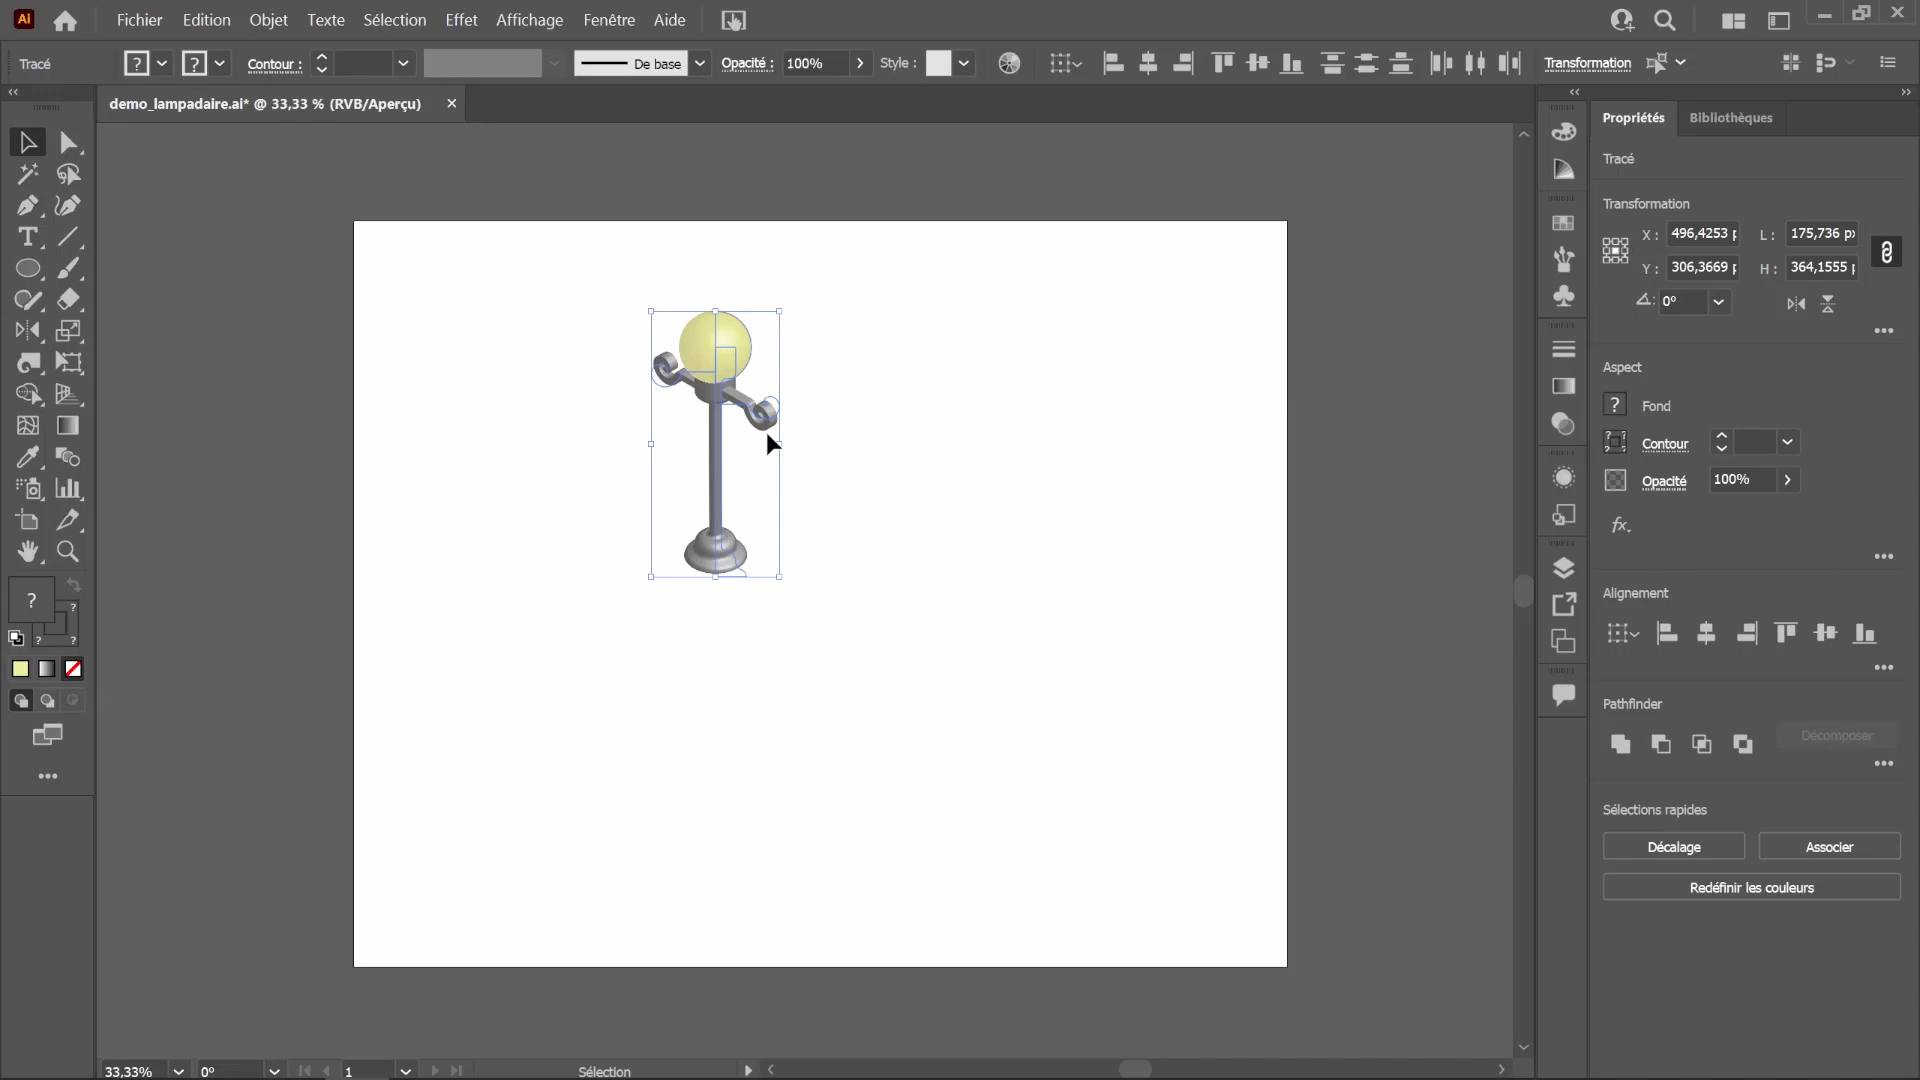 Ai Fichier Edition Objet Texte Sélection Effet Affichage Fenêtre Aide
Tracé ? ? Contour : De base Opacité : 100% Style : Transformation
demo_lampadaire.ai* @ 33,33 % (RVB/Aperçu)
Propriétés Bibliothèques
Tracé
Transformation
X : 496,4253 L : 175,736 px
Y : 306,3669 H : 364,1555
0°
Aspect
? Fond
Contour
Opacité 100%
fx
Alignement
Pathfinder
Décomposer
Sélections rapides
Décalage Associer
Redéfinir les couleurs
T
?
?
? ?
33,33% 0° 1 Sélection